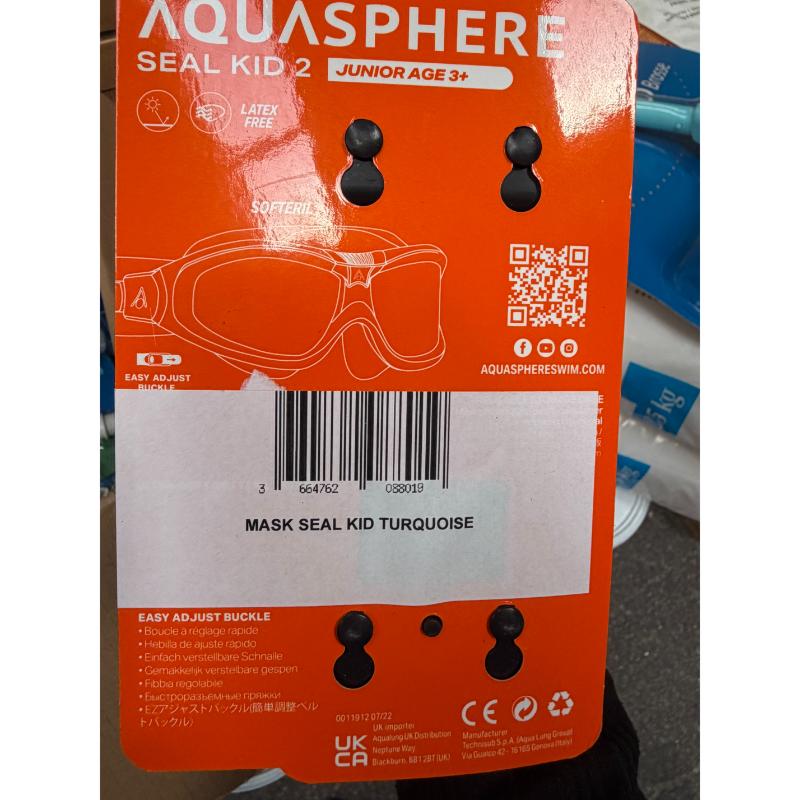 AQUASPHERE
SEAL KID 2 JUNIOR AGE 3+
LATEX
FREE
SOFTERIL
Brosse
AQUASPHERESWIM.COM
EASY ADJUST
BUCKLE
5 kg
3 664762 088019
MASK SEAL KID TURQUOISE
EASY ADJUST BUCKLE
• Boucle à réglage rapide
• Hebilla de ajuste rápido
• Einfach verstellbare Schnalle
• Gemakkelijk verstelbare gespen
• Fibbia regolabile
• Быстроразъемные пряжки
• EZアジャストバックル(簡単調整ベル
トバックル)
0011912 07/22
UK importer
Aqualung UK Distribution
Neptune Way
Blackburn, BB1 2BT (UK)
UK
CA
CE
Manufacturer
Technisub S.p.A. (Aqua Lung Group)
Via Gualco 42 - 16165 Genova (Italy)